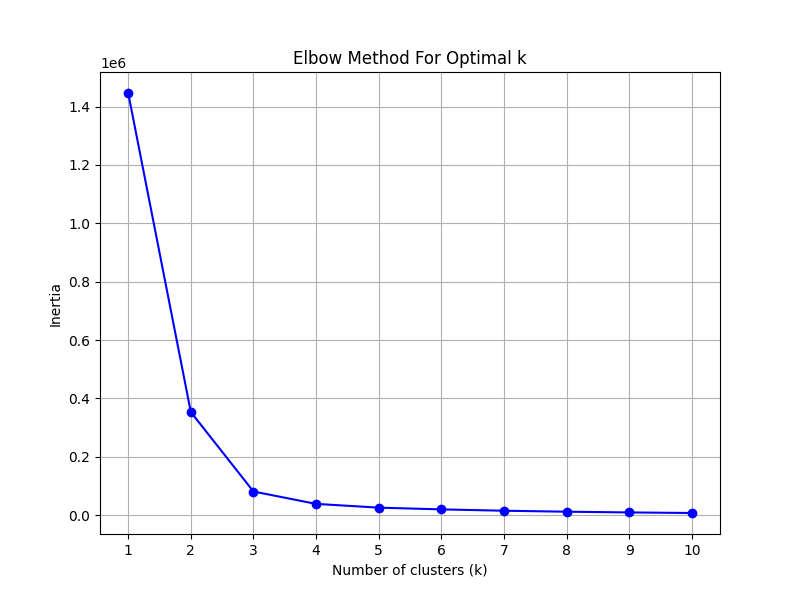 Elbow Method For Optimal k
1e6
1.4
1.2
1.0
0.8
0.6
0.4
0.2
0.0
Inertia
1 2 3 4 5 6 7 8 9 10
Number of clusters (k)